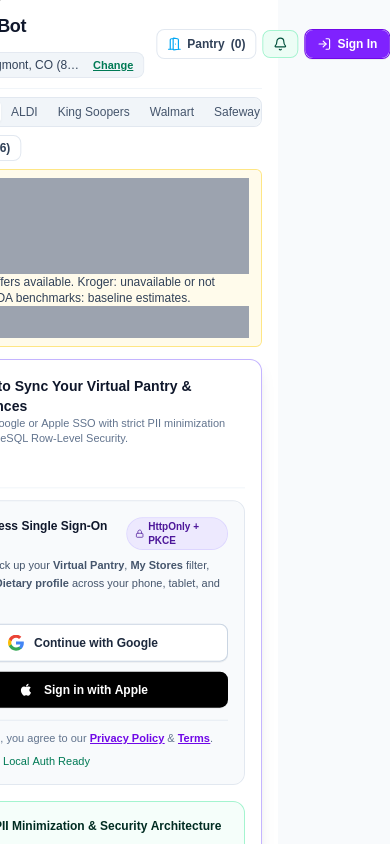 Bot
Pantry (0)
Sign In
gmont, CO (8… Change
ALDI King Soopers Walmart Safeway
6)
ffers available. Kroger: unavailable or not
DA benchmarks: baseline estimates.
to Sync Your Virtual Pantry &
nces
oogle or Apple SSO with strict PII minimization
eSQL Row-Level Security.
ess Single Sign-On
HttpOnly +
PKCE
ck up your Virtual Pantry, My Stores filter,
Dietary profile across your phone, tablet, and
Continue with Google
Sign in with Apple
, you agree to our Privacy Policy & Terms.
Local Auth Ready
PII Minimization & Security Architecture